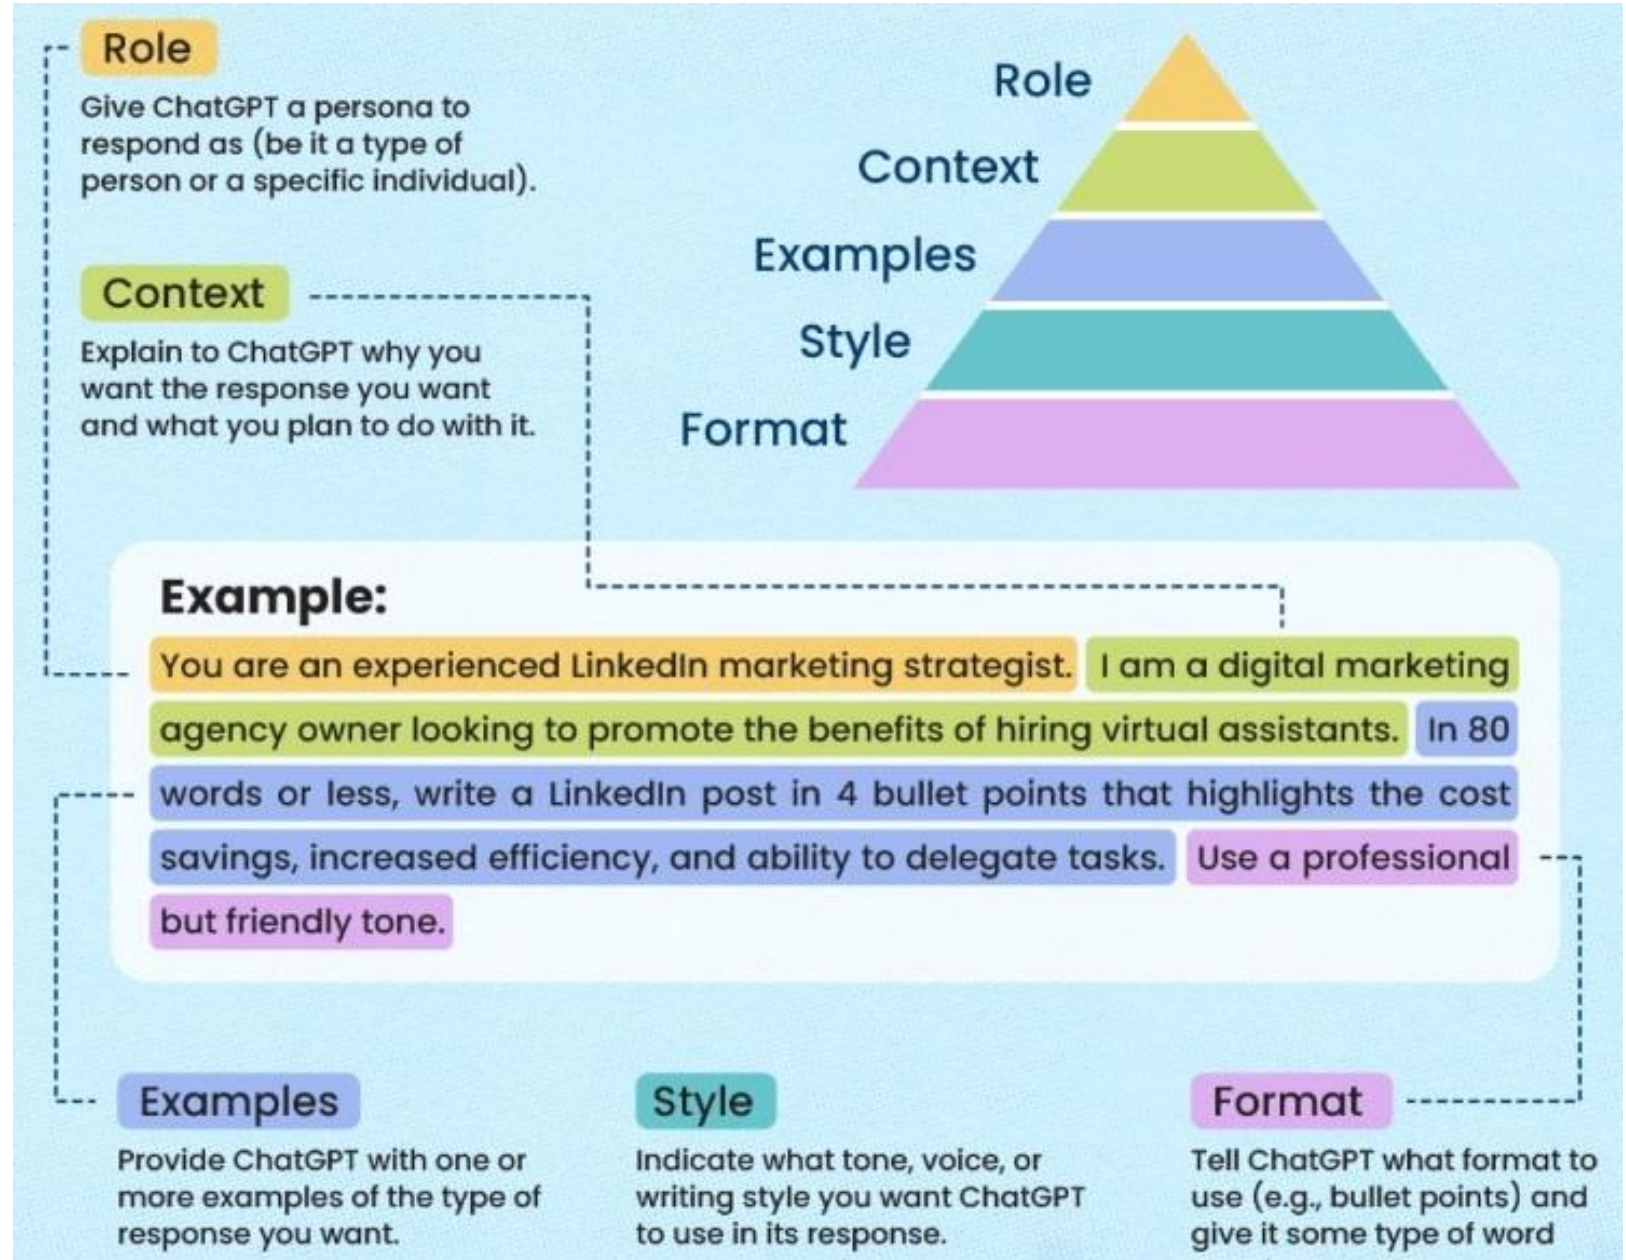 Role
Give ChatGPT a persona to
respond as (be it a type of
person or a specific individual).
Context
Explain to ChatGPT why you
want the response you want
and what you plan to do with it.
Role
Context
Examples
Style
Format
Example:
You are an experienced LinkedIn marketing strategist. I am a digital marketing
agency owner looking to promote the benefits of hiring virtual assistants. In 80
words or less, write a LinkedIn post in 4 bullet points that highlights the cost
savings, increased efficiency, and ability to delegate tasks. Use a professional
but friendly tone.
Examples
Provide ChatGPT with one or
more examples of the type of
response you want.
Style
Indicate what tone, voice, or
writing style you want ChatGPT
to use in its response.
Format
Tell ChatGPT what format to
use (e.g., bullet points) and
give it some type of word